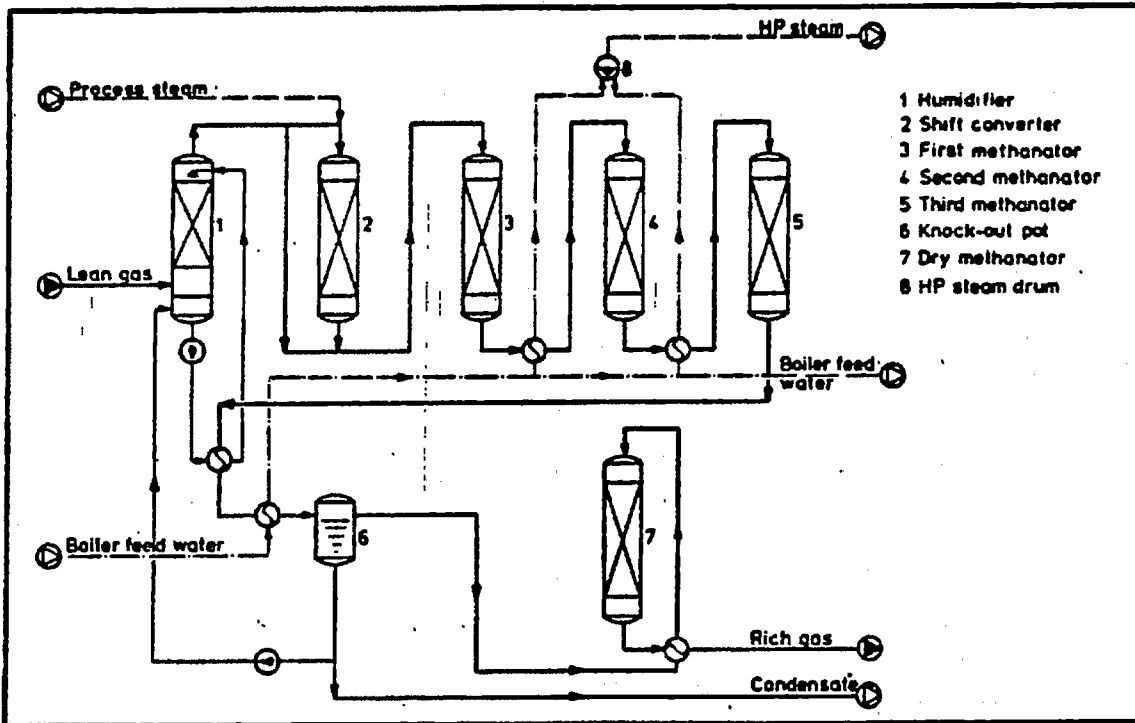 HP steam
8
Process steam
1 Humidifier
2 Shift converter
3 First methanator
4 Second methanator
5 Third methanator
6 Knock-out pot
7 Dry methanator
8 HP steam drum
1
2
3
4
5
Lean gas
Boiler feed
water
6
7
Boiler feed water
Rich gas
Condensate